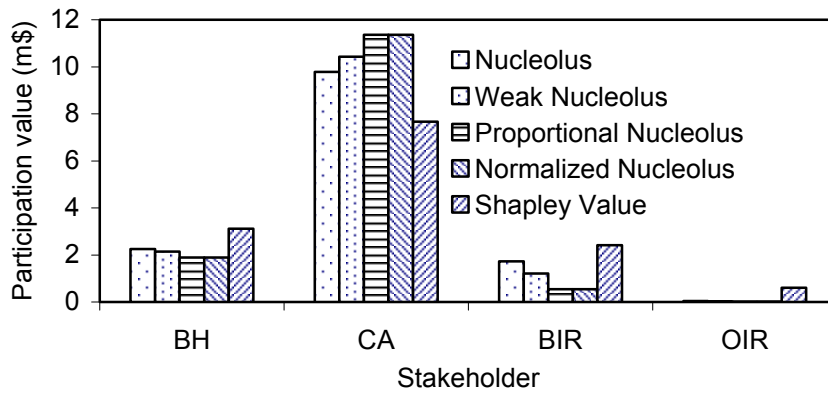 Participation value (m$)
12
10
8
6
4
2
0
Nucleolus
Weak Nucleolus
Proportional Nucleolus
Normalized Nucleolus
Shapley Value
BH
CA
BIR
OIR
Stakeholder